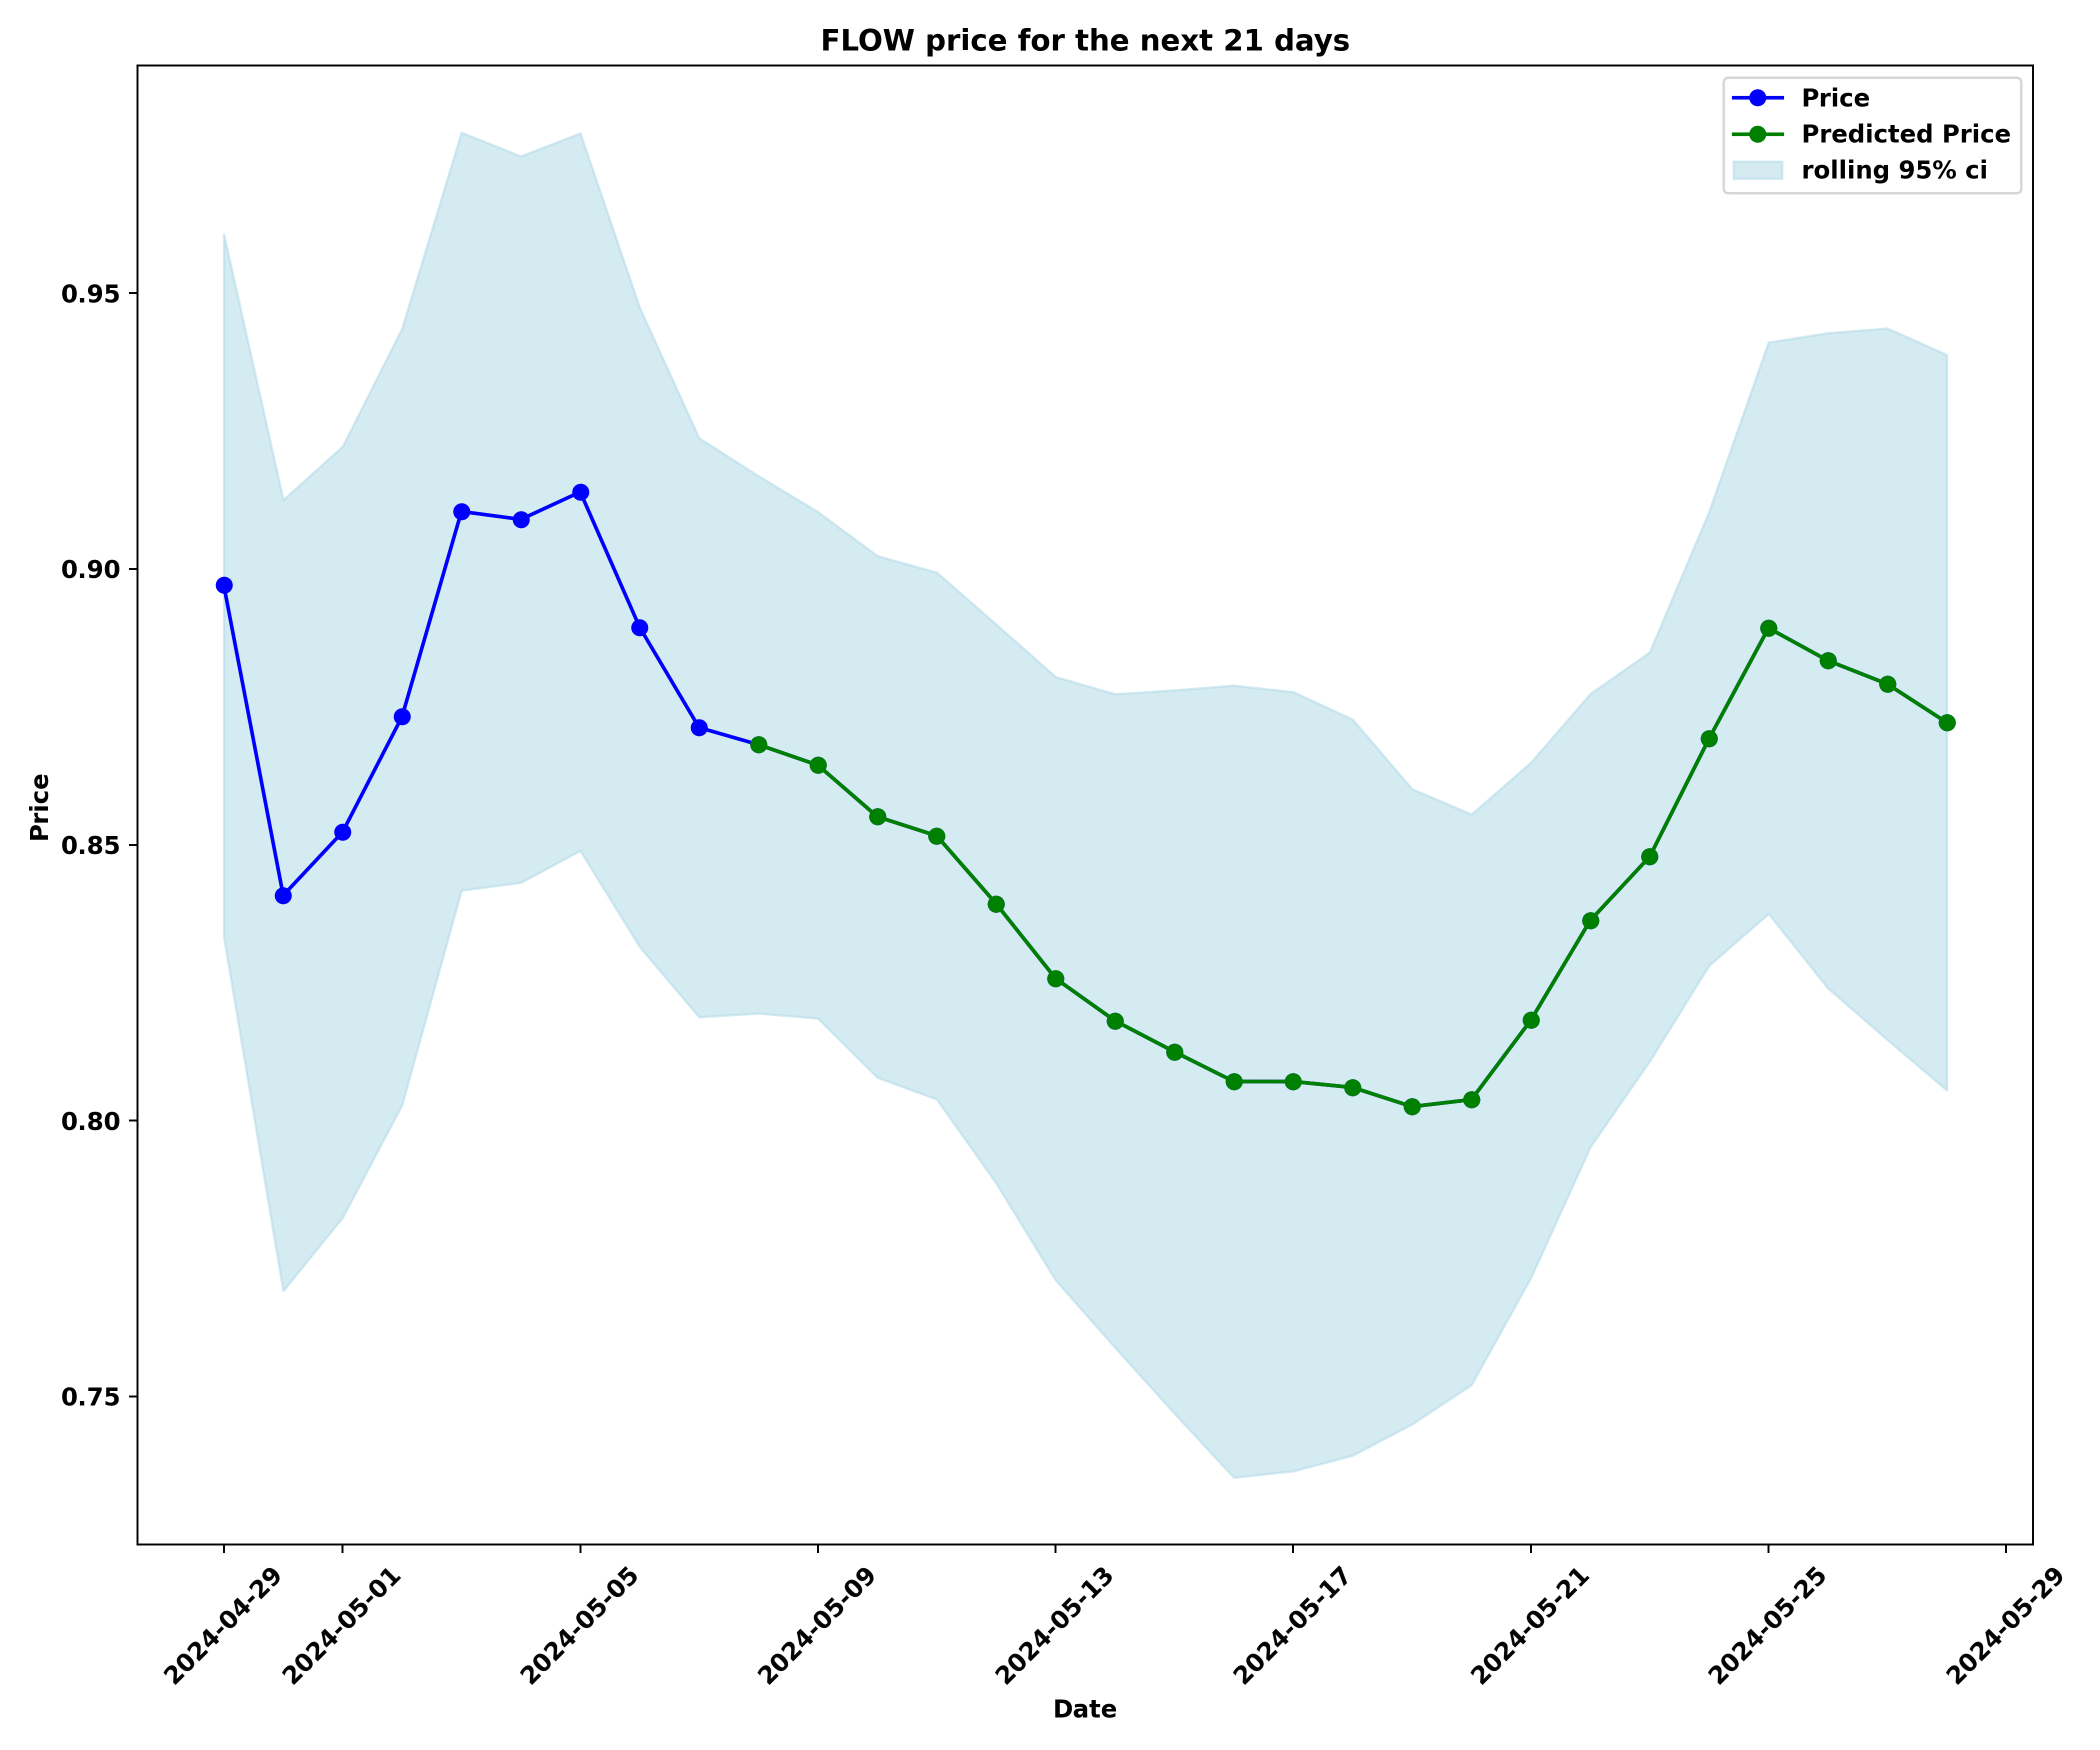 FLOW price for the next 21 days
Price
Predicted Price
rolling 95% ci
0.95
0.90
0.85
0.80
0.75
Price
2024-04-29
2024-05-01
2024-05-05
2024-05-09
2024-05-13
2024-05-17
2024-05-21
2024-05-25
2024-05-29
Date